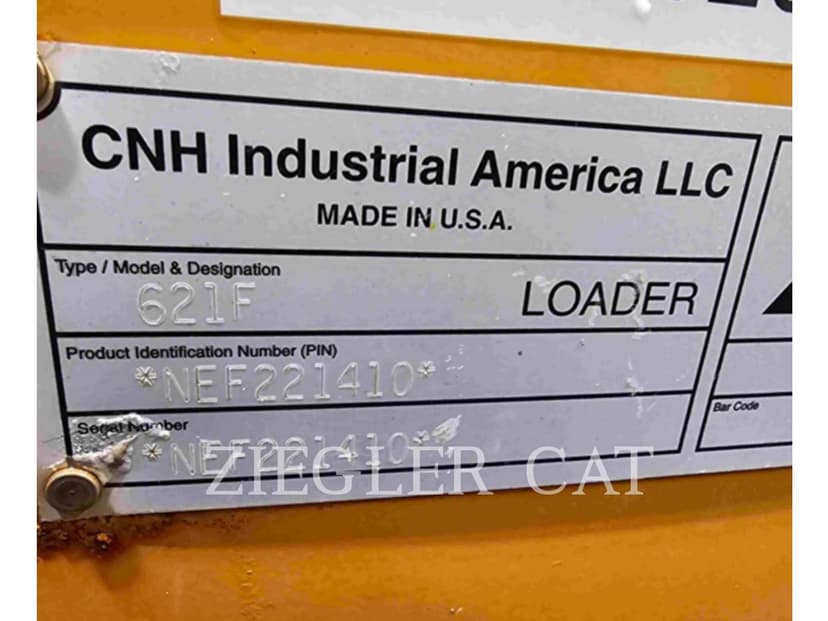 CNH Industrial America LLC
MADE IN U.S.A.
Type / Model & Designation
621F
LOADER
Product Identification Number (PIN)
*NEF221410*
Serial Number
*NEF221410*
Bar Code
ZIEGLER CAT